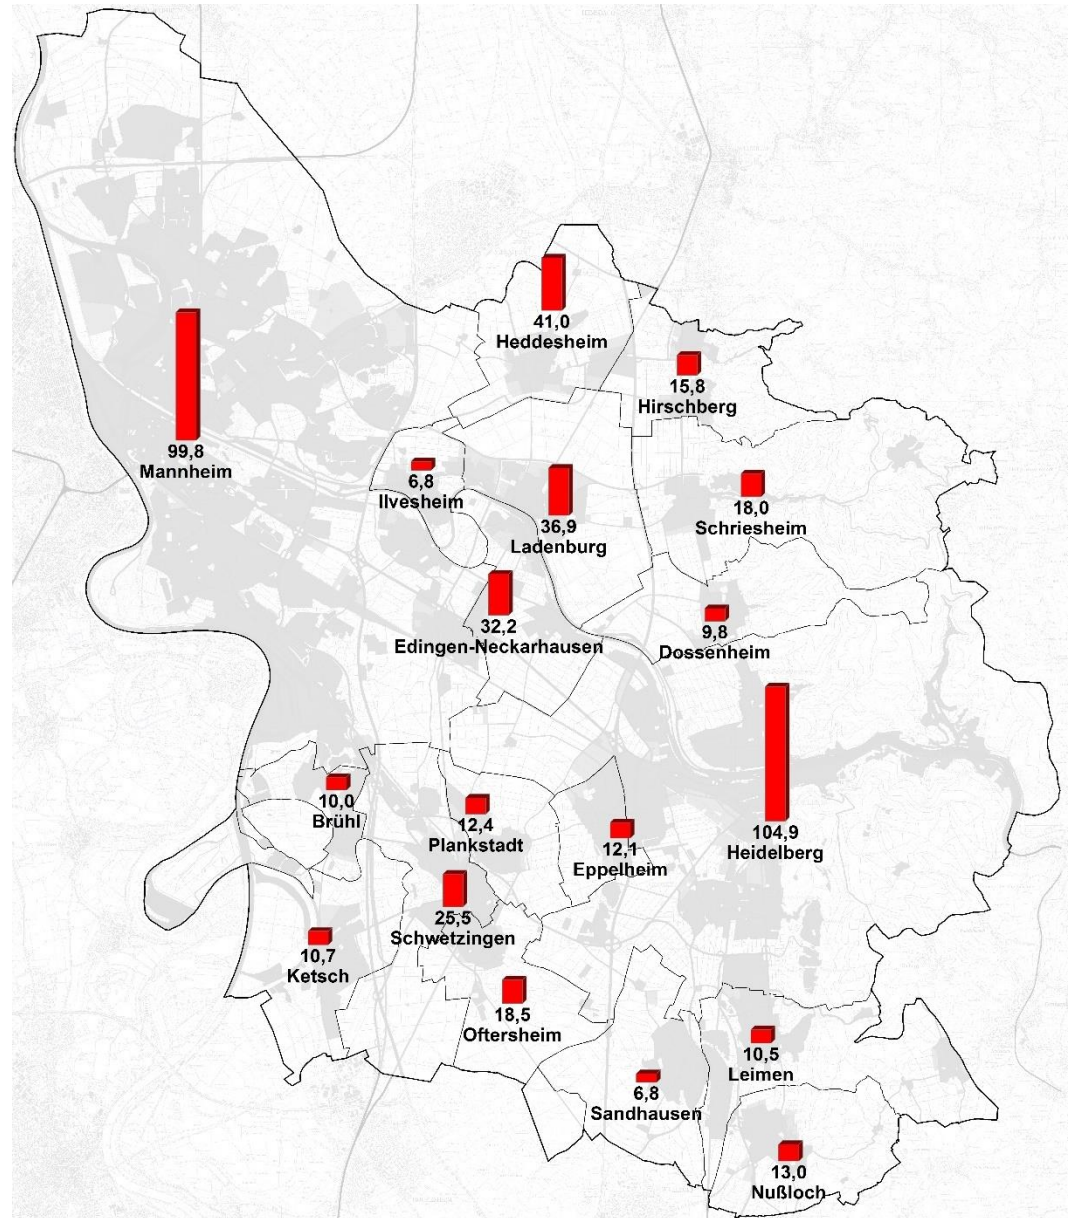 41,0
Heddesheim
15,8
Hirschberg
99,8
Mannheim
6,8
Ilvesheim
36,9
Ladenburg
18,0
Schriesheim
32,2
Edingen-Neckarhausen
9,8
Dossenheim
10,0
Brühl
12,4
Plankstadt
12,1
Eppelheim
104,9
Heidelberg
25,5
Schwetzingen
10,7
Ketsch
18,5
Oftersheim
10,5
Leimen
6,8
Sandhausen
13,0
Nußloch